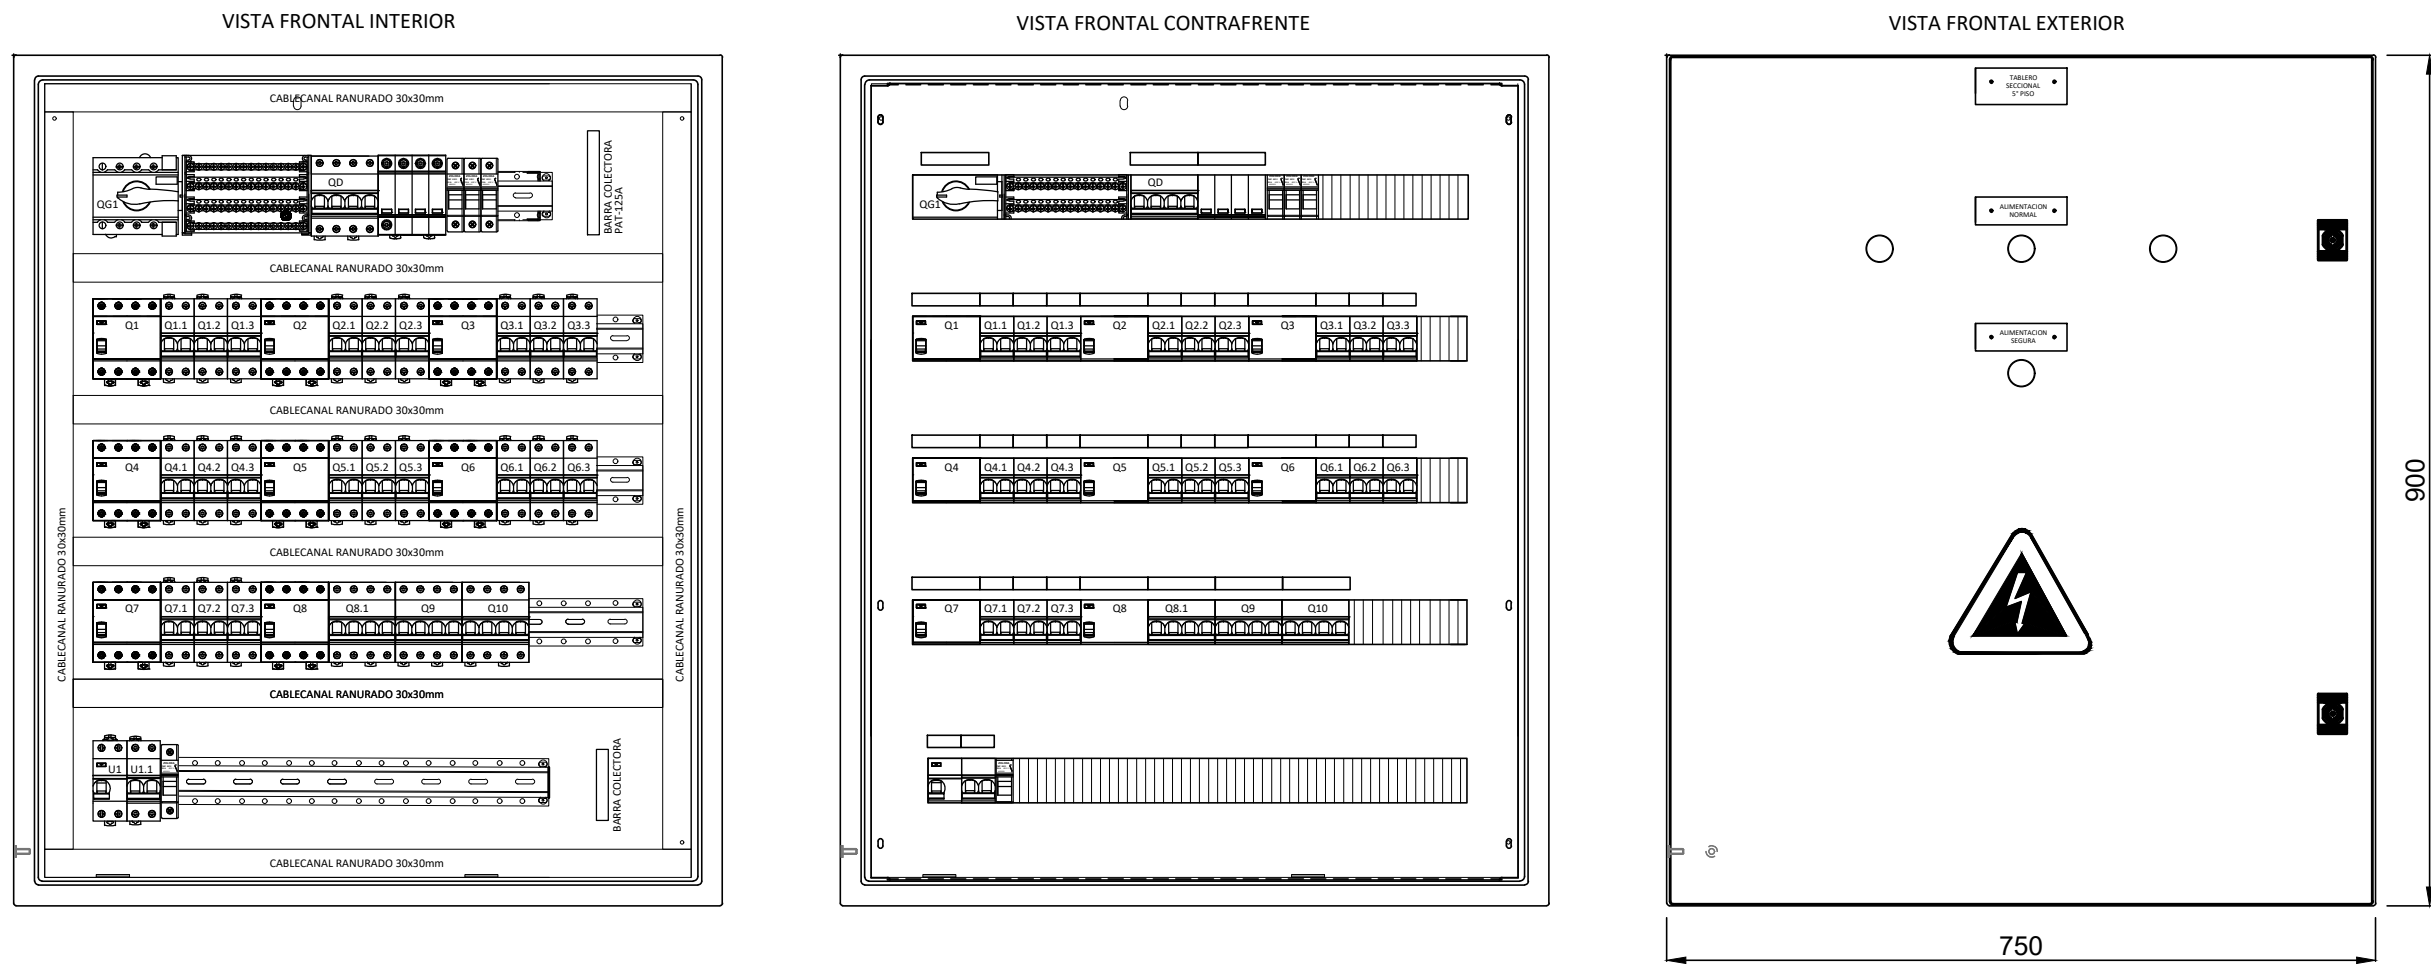 VISTA FRONTAL INTERIOR
CABLECANAL RANURADO 30x30mm
QG1
QD
BARRA COLECTORA
PAT-125A
CABLECANAL RANURADO 30x30mm
Q1 Q1.1 Q1.2 Q1.3 Q2 Q2.1 Q2.2 Q2.3 Q3 Q3.1 Q3.2 Q3.3
CABLECANAL RANURADO 30x30mm
Q4 Q4.1 Q4.2 Q4.3 Q5 Q5.1 Q5.2 Q5.3 Q6 Q6.1 Q6.2 Q6.3
CABLECANAL RANURADO 30x30mm
CABLECANAL RANURADO 30x30mm
CABLECANAL RANURADO 30x30mm
Q7 Q7.1 Q7.2 Q7.3 Q8 Q8.1 Q9 Q10
CABLECANAL RANURADO 30x30mm
U1 U1.1
BARRA COLECTORA
CABLECANAL RANURADO 30x30mm
VISTA FRONTAL CONTRAFRENTE
QG1
QD
Q1 Q1.1 Q1.2 Q1.3 Q2 Q2.1 Q2.2 Q2.3 Q3 Q3.1 Q3.2 Q3.3
Q4 Q4.1 Q4.2 Q4.3 Q5 Q5.1 Q5.2 Q5.3 Q6 Q6.1 Q6.2 Q6.3
Q7 Q7.1 Q7.2 Q7.3 Q8 Q8.1 Q9 Q10
VISTA FRONTAL EXTERIOR
TABLERO
SECCIONAL
5° PISO
ALIMENTACION
NORMAL
ALIMENTACION
SEGURA
900
750